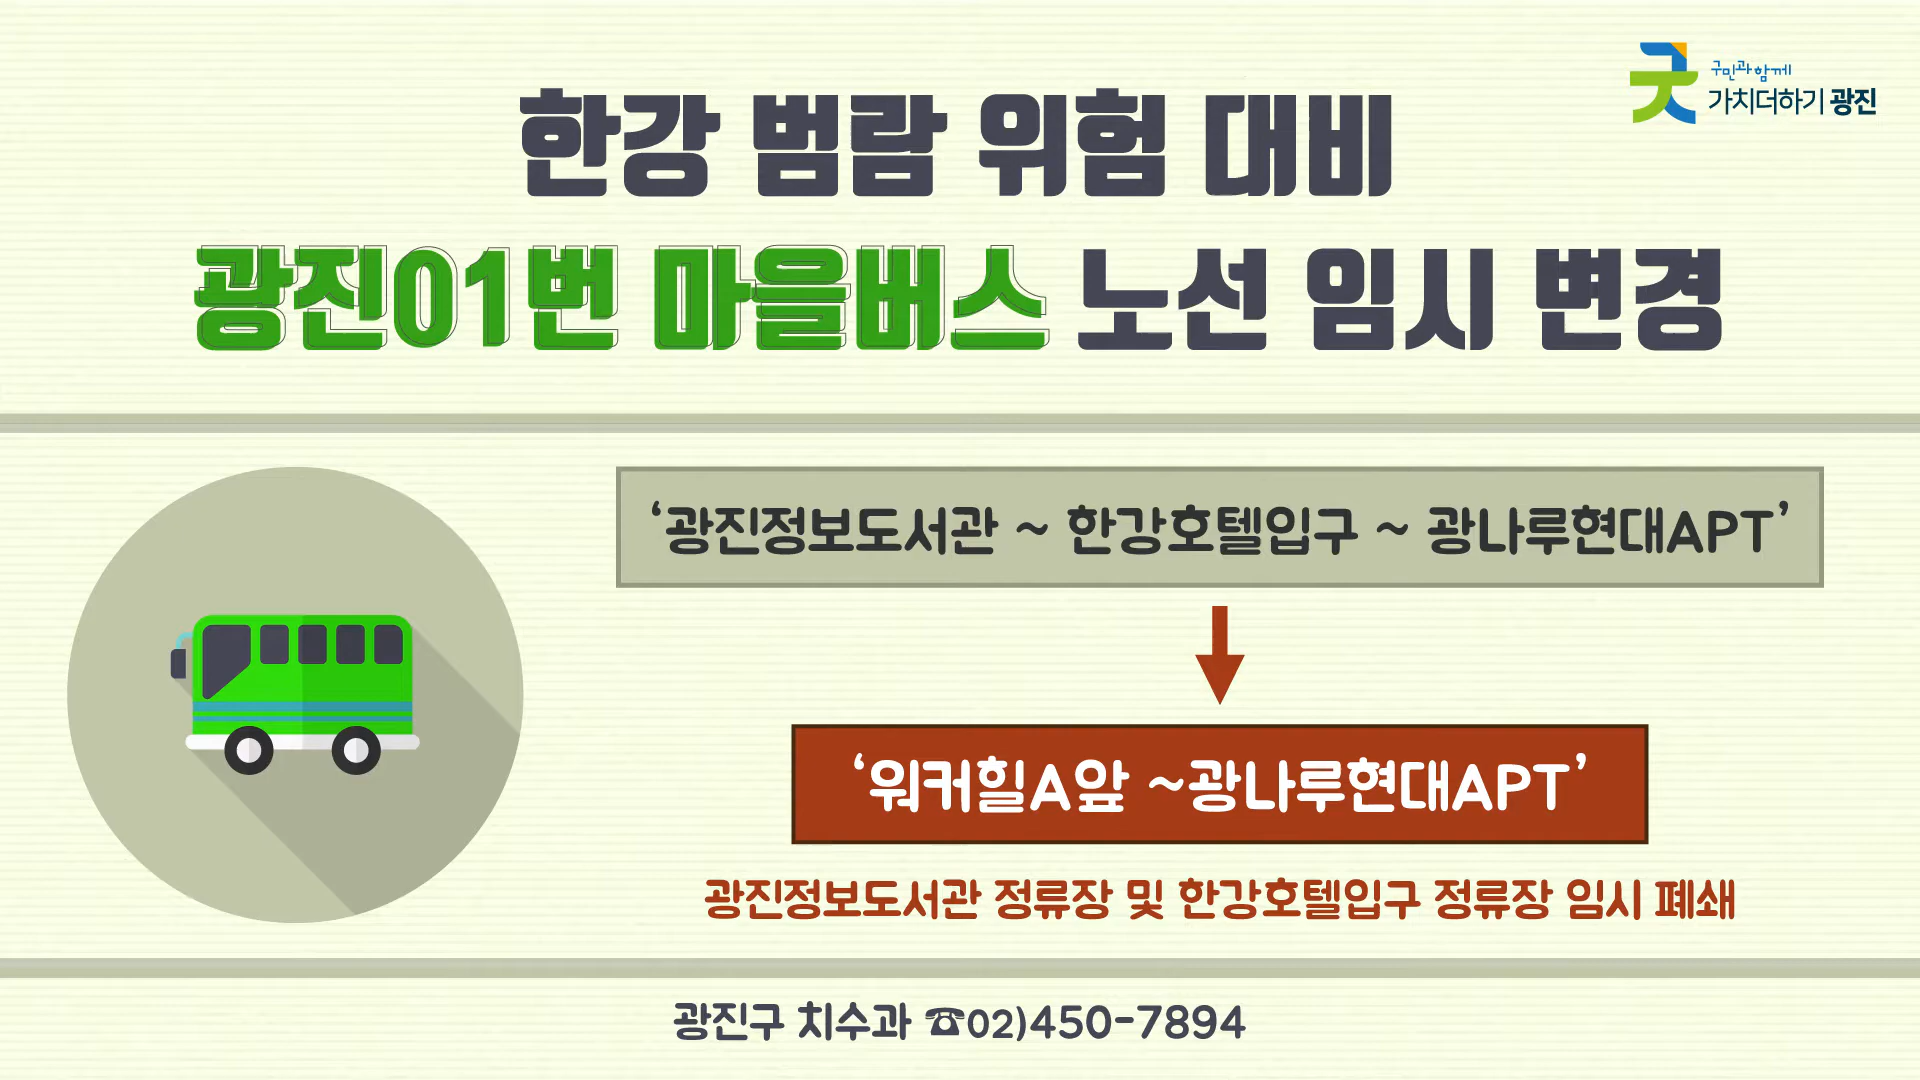 구민과 함께
가치더하기 광진
한강 범람 위험 대비
광진01번 마을버스 노선 임시 변경
‘광진정보도서관 ~ 한강호텔입구 ~ 광나루현대APT’
‘워커힐A앞 ~광나루현대APT’
광진정보도서관 정류장 및 한강호텔입구 정류장 임시 폐쇄
광진구 치수과 ☎02)450-7894